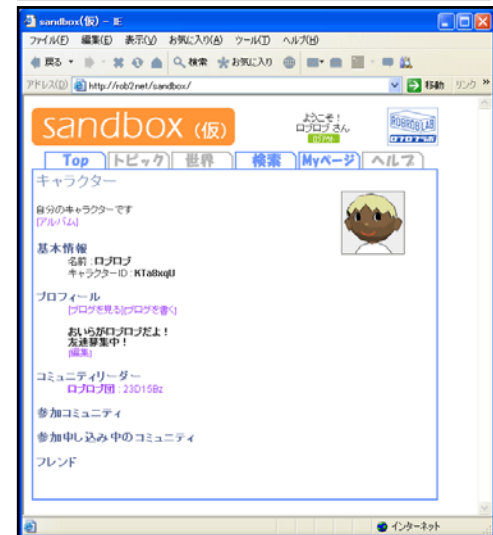 sandbox(仮) - IE
ファイル(F) 編集(E) 表示(V) お気に入り(A) ツール(T) ヘルプ(H)
戻る 検索 お気に入り
アドレス(D) http://rob2net/sandbox/ 移動 リンク
sandbox (仮)
ようこそ!
ロブロブ さん
ROBROB LAB
Top トピック 世界 検索 Myページ ヘルプ
キャラクター
自分のキャラクターです
[アルバム]
基本情報
名前 : ロブロブ
キャラクターID : KTa8xqU
プロフィール
[ブログを見る][ブログを書く]
おいらがロブロブだよ!
友達募集中!
[編集]
コミュニティリーダー
ロブロブ団 : 23D15Bz
参加コミュニティ
参加申し込み中のコミュニティ
フレンド
インターネット